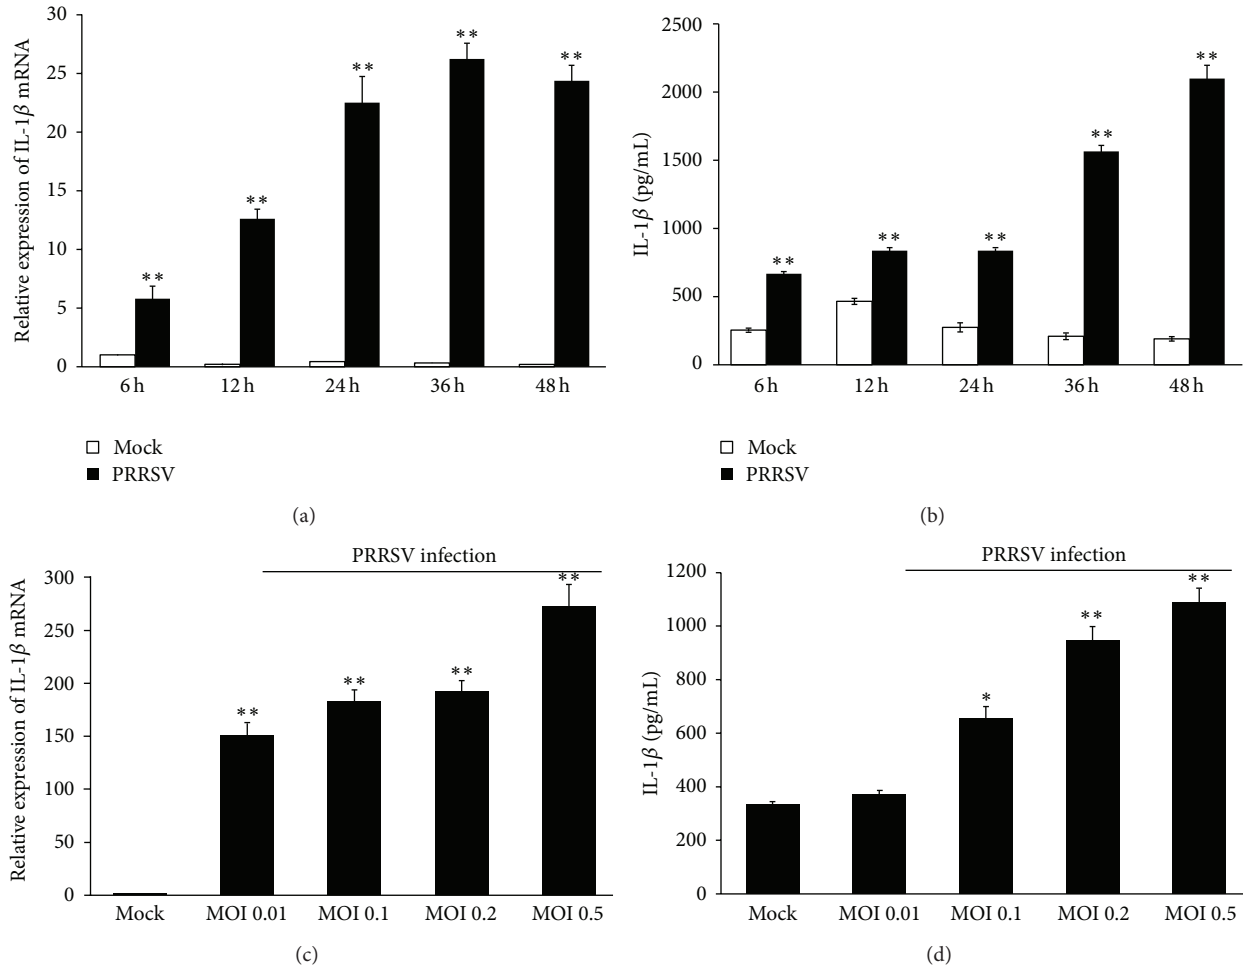 Relative expression of IL-1β mRNA
30
25
20
15
10
5
0
**
**
**
**
**
6 h 12 h 24 h 36 h 48 h
Mock
PRRSV
(a)
IL-1β (pg/mL)
2500
2000
1500
1000
500
0
**
**
**
**
**
6 h 12 h 24 h 36 h 48 h
Mock
PRRSV
(b)
PRRSV infection
Relative expression of IL-1β mRNA
300
250
200
150
100
50
0
**
**
**
**
Mock MOI 0.01 MOI 0.1 MOI 0.2 MOI 0.5
(c)
PRRSV infection
IL-1β (pg/mL)
1200
1000
800
600
400
200
0
*
**
**
Mock MOI 0.01 MOI 0.1 MOI 0.2 MOI 0.5
(d)